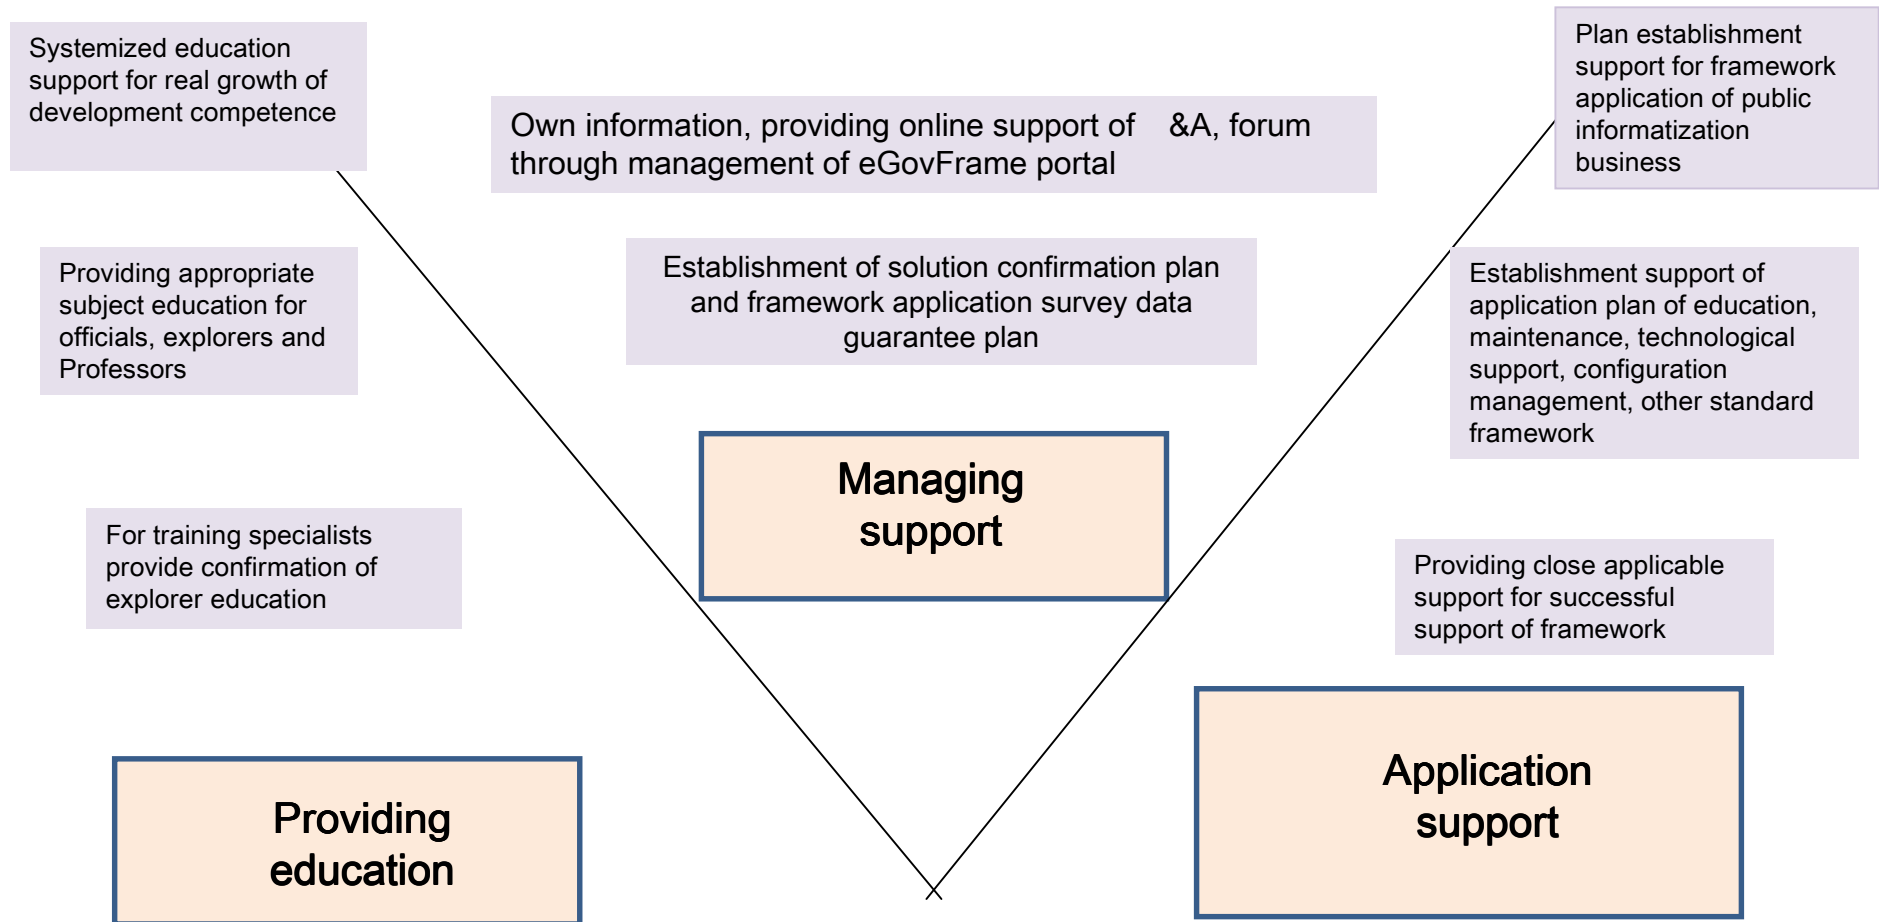 Systemized education
support for real growth of
development competence
Providing appropriate
subject education for
officials, explorers and
Professors
For training specialists
provide confirmation of
explorer education
Providing
education
Own information, providing online support of &A, forum
through management of eGovFrame portal
Establishment of solution confirmation plan
and framework application survey data
guarantee plan
Managing
support
Plan establishment
support for framework
application of public
informatization
business
Establishment support of
application plan of education,
maintenance, technological
support, configuration
management, other standard
framework
Providing close applicable
support for successful
support of framework
Application
support